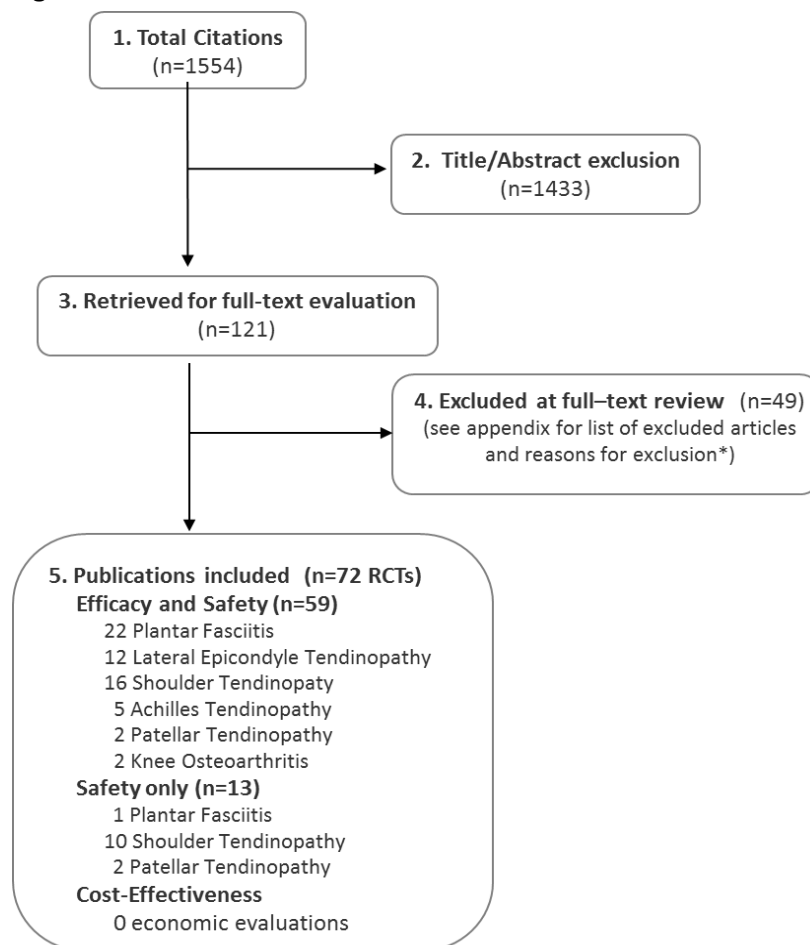 1. Total Citations
(n=1554)
2. Title/Abstract exclusion
(n=1433)
3. Retrieved for full-text evaluation
(n=121)
4. Excluded at full–text review (n=49)
(see appendix for list of excluded articles
and reasons for exclusion*)
5. Publications included (n=72 RCTs)
Efficacy and Safety (n=59)
22 Plantar Fasciitis
12 Lateral Epicondyle Tendinopathy
16 Shoulder Tendinopaty
5 Achilles Tendinopathy
2 Patellar Tendinopathy
2 Knee Osteoarthritis
Safety only (n=13)
1 Plantar Fasciitis
10 Shoulder Tendinopathy
2 Patellar Tendinopathy
Cost-Effectiveness
0 economic evaluations